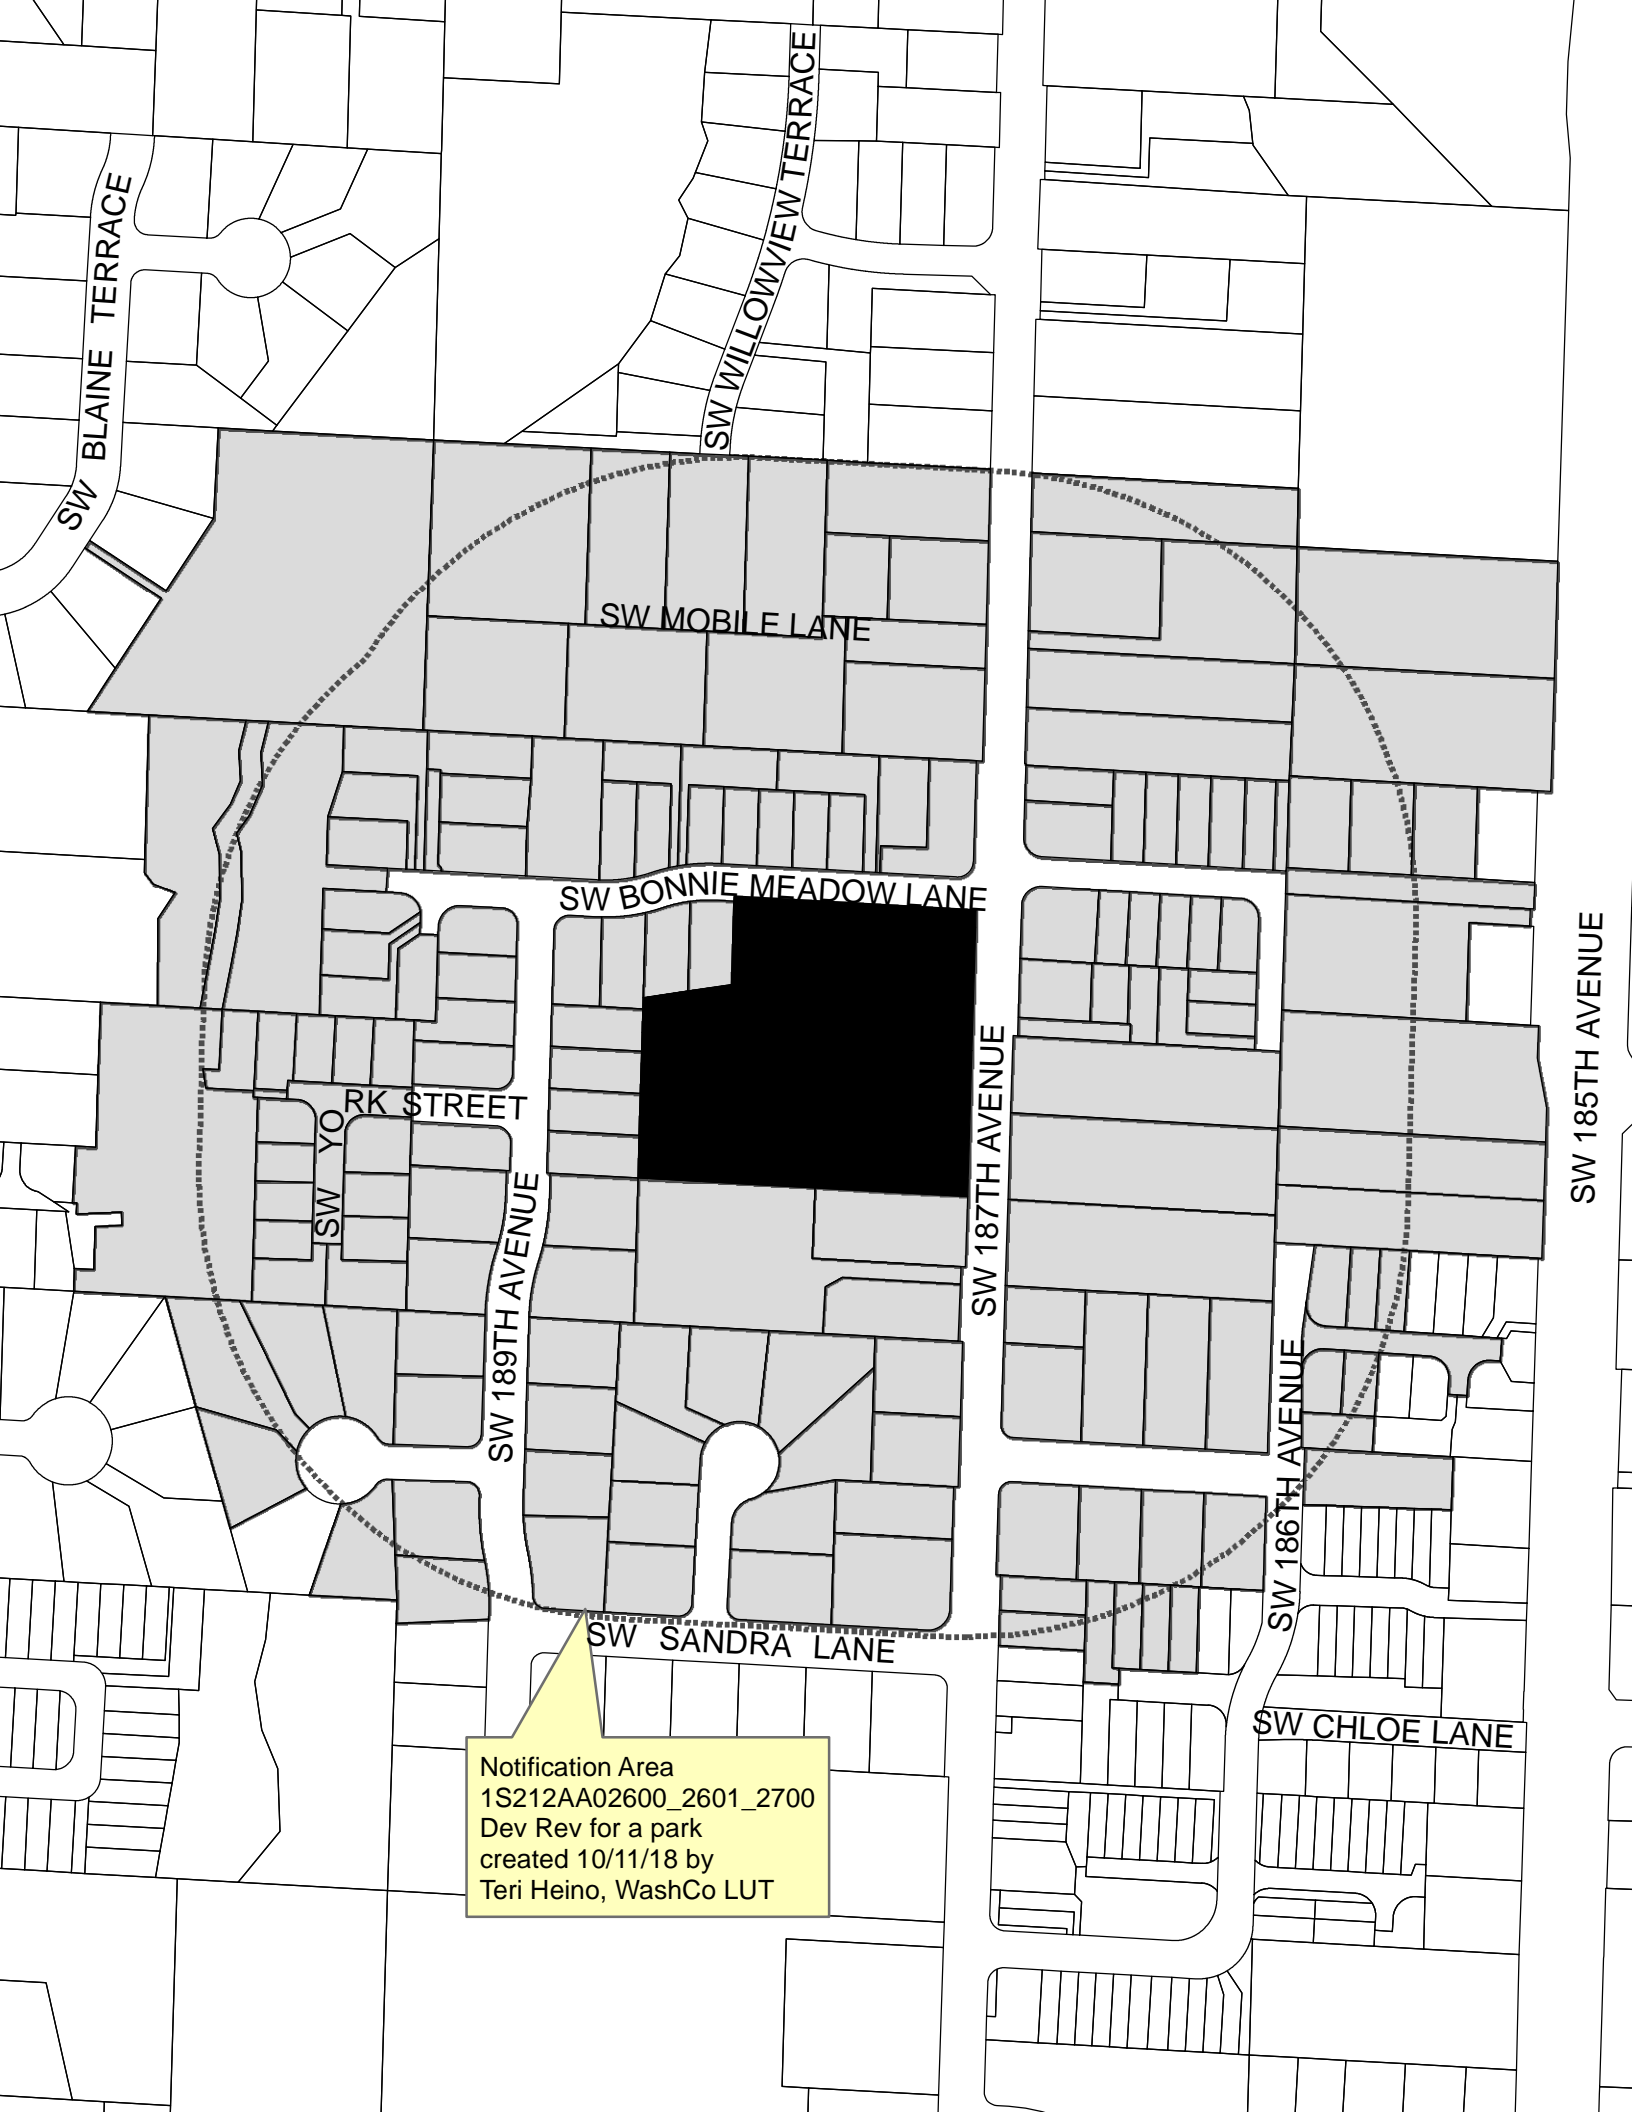 SW WILLOWVIEW TERRACE
SW BLAINE TERRACE
SW MOBILE LANE
SW BONNIE MEADOW LANE
SW 185TH AVENUE
SW 187TH AVENUE
SW YORK STREET
SW 189TH AVENUE
SW 186TH AVENUE
SW SANDRA LANE
SW CHLOE LANE
Notification Area
1S212AA02600_2601_2700
Dev Rev for a park
created 10/11/18 by
Teri Heino, WashCo LUT